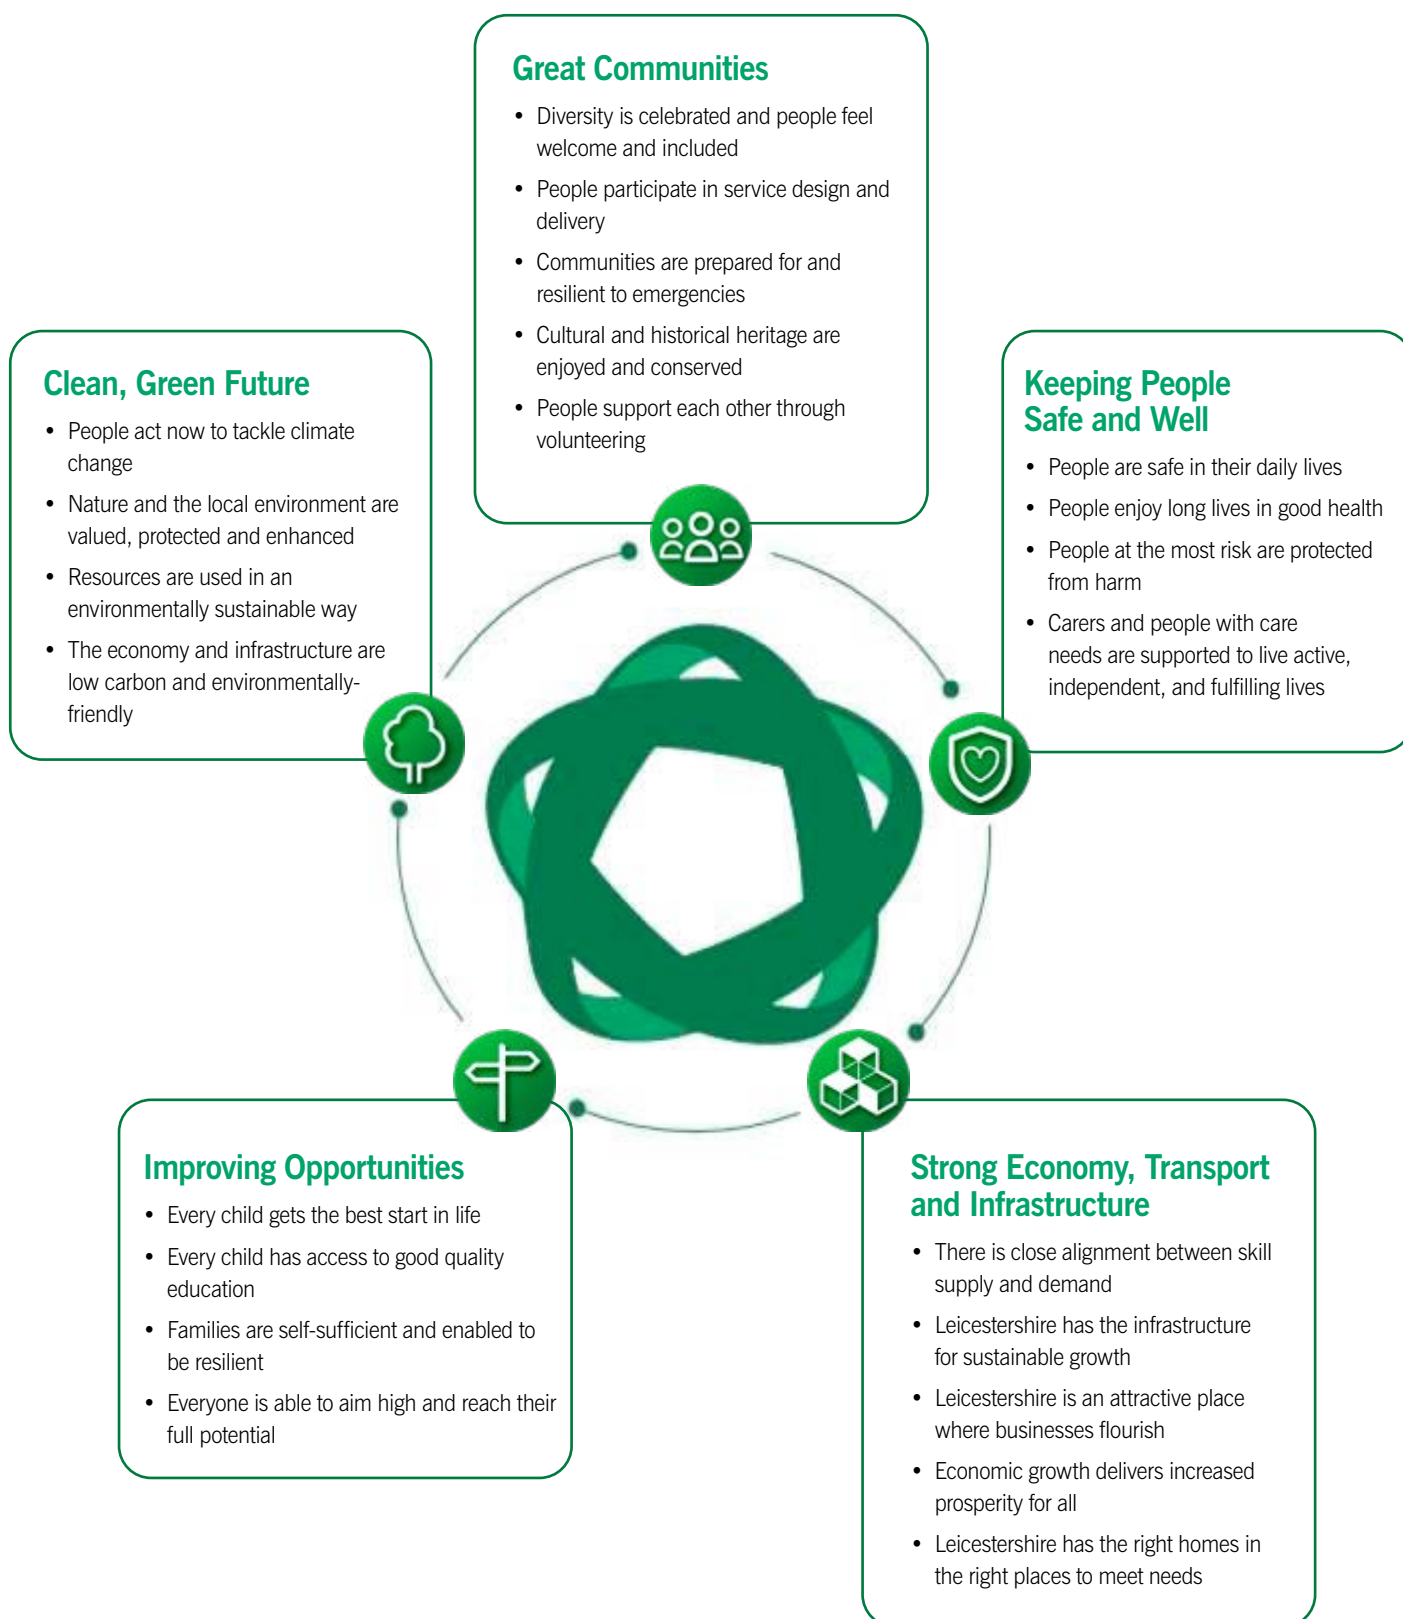 Great Communities
• Diversity is celebrated and people feel
welcome and included
• People participate in service design and
delivery
• Communities are prepared for and
resilient to emergencies
• Cultural and historical heritage are
enjoyed and conserved
• People support each other through
volunteering
Clean, Green Future
• People act now to tackle climate
change
• Nature and the local environment are
valued, protected and enhanced
• Resources are used in an
environmentally sustainable way
• The economy and infrastructure are
low carbon and environmentally-
friendly
Keeping People
Safe and Well
• People are safe in their daily lives
• People enjoy long lives in good health
• People at the most risk are protected
from harm
• Carers and people with care
needs are supported to live active,
independent, and fulfilling lives
Improving Opportunities
• Every child gets the best start in life
• Every child has access to good quality
education
• Families are self-sufficient and enabled to
be resilient
• Everyone is able to aim high and reach their
full potential
Strong Economy, Transport
and Infrastructure
• There is close alignment between skill
supply and demand
• Leicestershire has the infrastructure
for sustainable growth
• Leicestershire is an attractive place
where businesses flourish
• Economic growth delivers increased
prosperity for all
• Leicestershire has the right homes in
the right places to meet needs